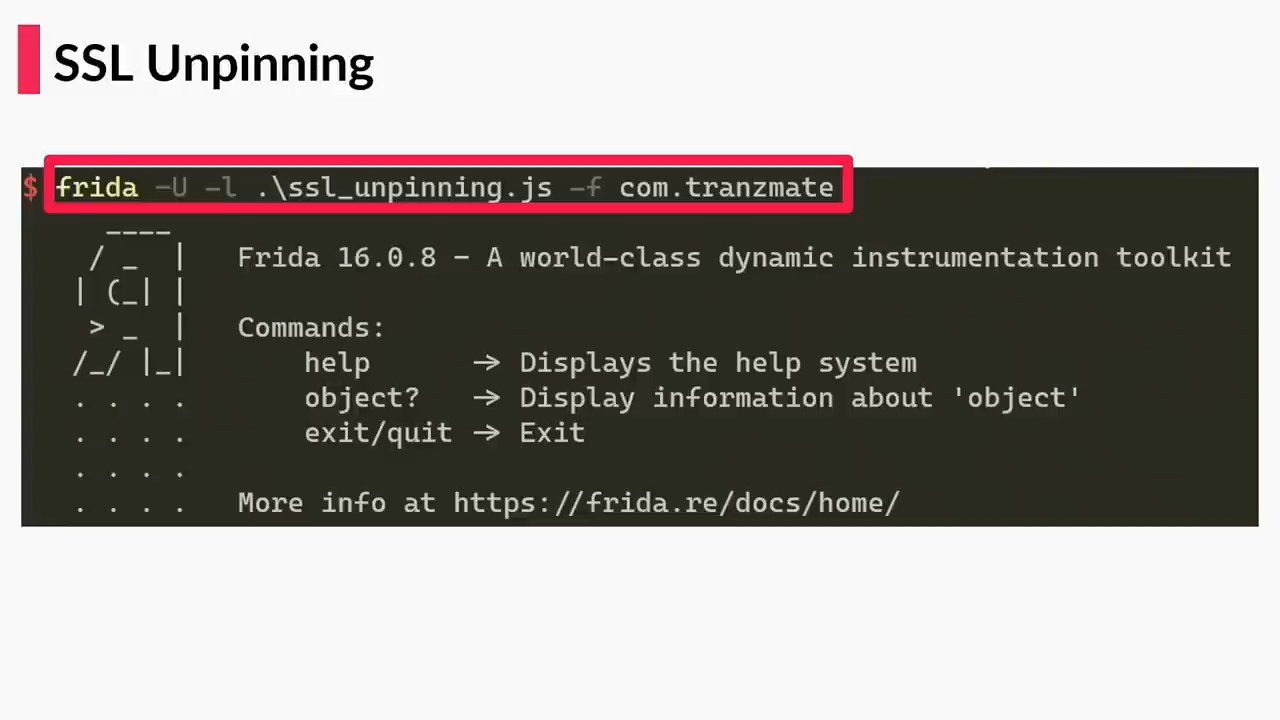 SSL Unpinning
$ frida -U -l .\ssl_unpinning.js -f com.tranzmate
____
/ _  |   Frida 16.0.8 - A world-class dynamic instrumentation toolkit
| (_| |
> _  |   Commands:
/_/ |_|       help      -> Displays the help system
. . . .       object?   -> Display information about 'object'
. . . .       exit/quit -> Exit
. . . .
. . . .   More info at https://frida.re/docs/home/